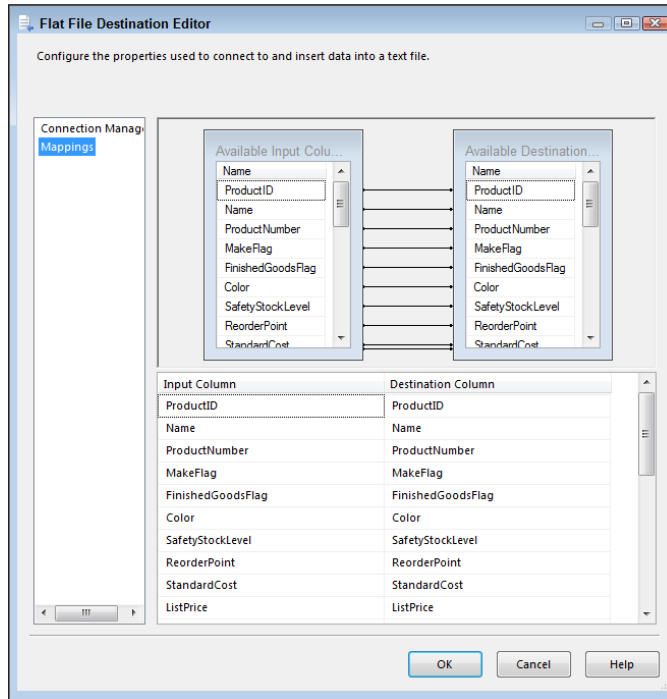 Flat File Destination Editor
Configure the properties used to connect to and insert data into a text file.
Connection Manag
Mappings
Available Input Colu...
Name
ProductID
Name
ProductNumber
MakeFlag
FinishedGoodsFlag
Color
SafetyStockLevel
ReorderPoint
StandardCost
Available Destination...
Name
ProductID
Name
ProductNumber
MakeFlag
FinishedGoodsFlag
Color
SafetyStockLevel
ReorderPoint
StandardCost
Input Column Destination Column
ProductID ProductID
Name Name
ProductNumber ProductNumber
MakeFlag MakeFlag
FinishedGoodsFlag FinishedGoodsFlag
Color Color
SafetyStockLevel SafetyStockLevel
ReorderPoint ReorderPoint
StandardCost StandardCost
ListPrice ListPrice
OK Cancel Help